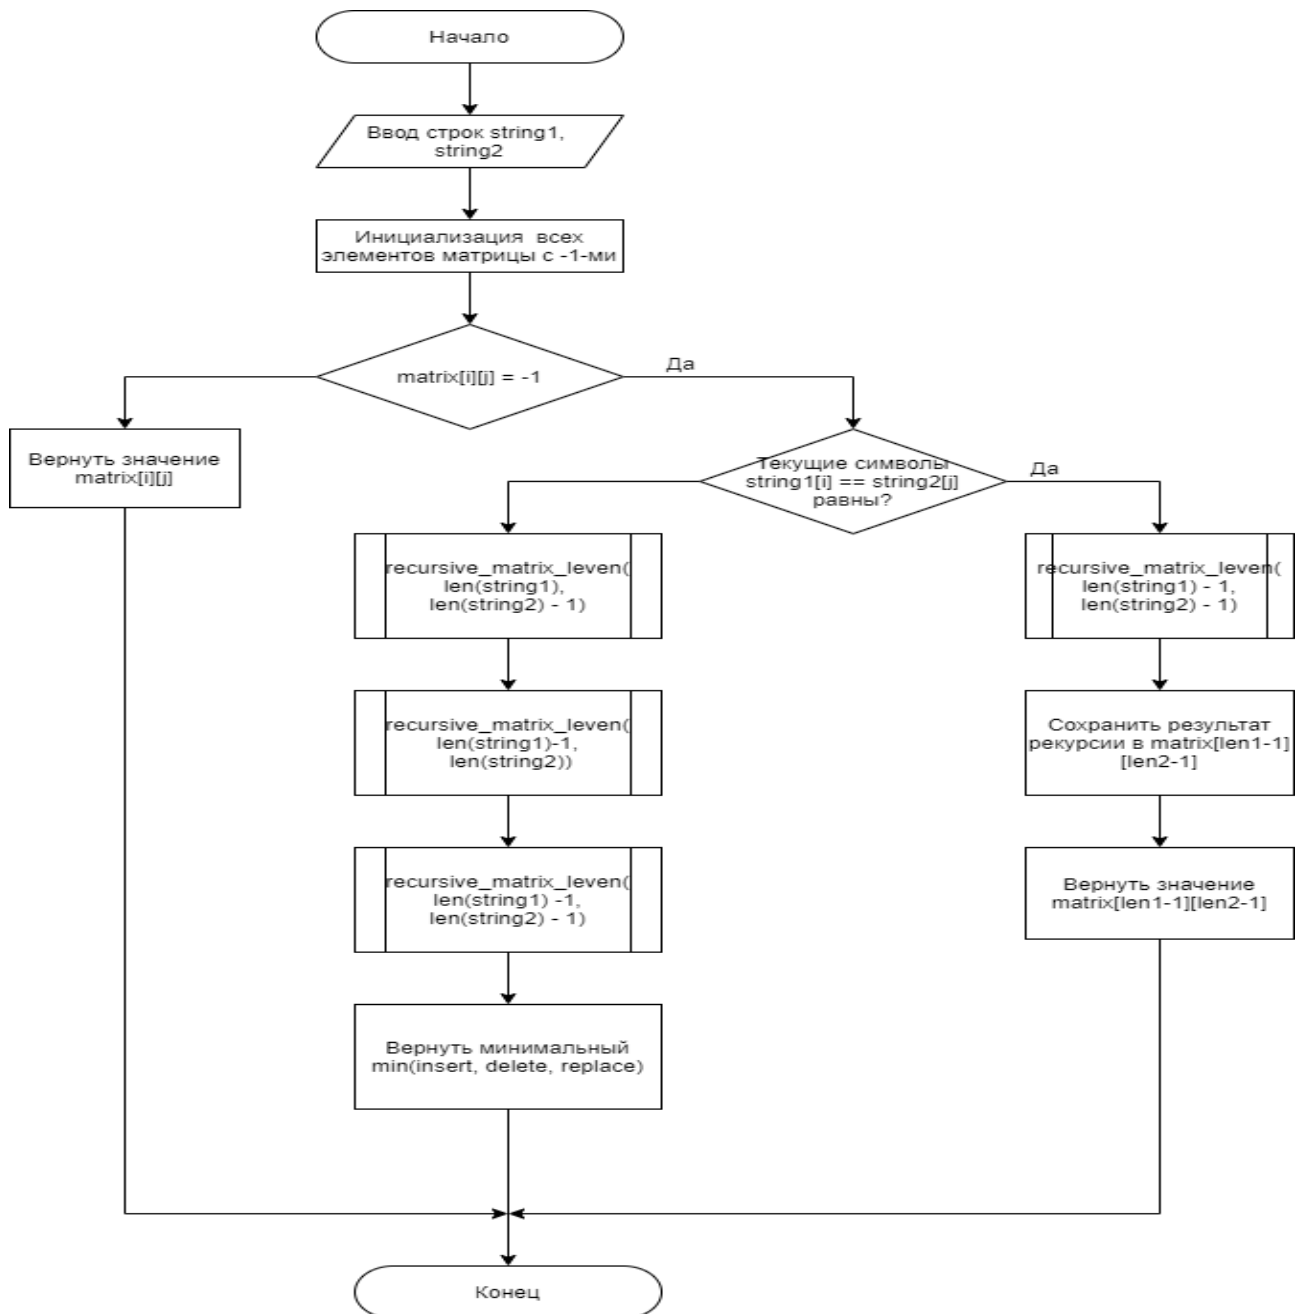 Начало
Ввод строк string1,
string2
Инициализация всех
элементов матрицы с -1-ми
matrix[i][j] = -1
Да
Вернуть значение
matrix[i][j]
Текущие символы
string1[i] == string2[j]
равны?
Да
recursive_matrix_leven(
len(string1),
len(string2) - 1)
recursive_matrix_leven(
len(string1) - 1,
len(string2) - 1)
recursive_matrix_leven(
len(string1)-1,
len(string2))
Сохранить результат
рекурсии в matrix[len1-1]
[len2-1]
recursive_matrix_leven(
len(string1) -1,
len(string2) - 1)
Вернуть значение
matrix[len1-1][len2-1]
Вернуть минимальный
min(insert, delete, replace)
Конец